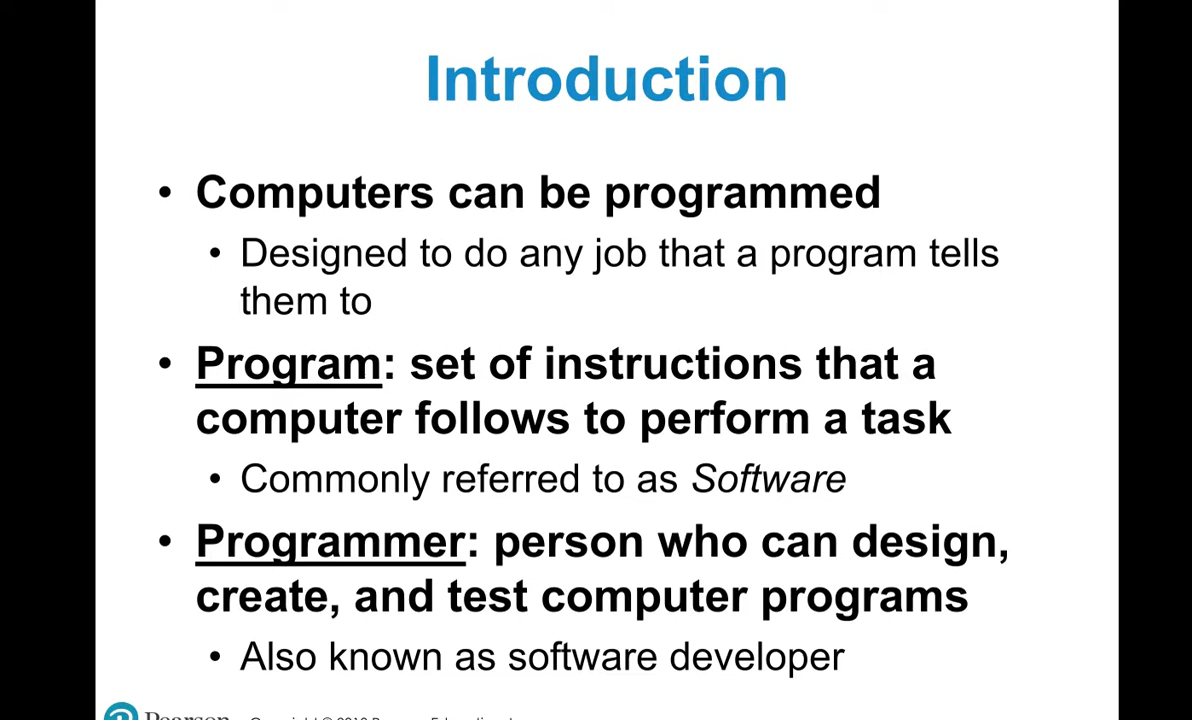 Introduction
• Computers can be programmed
• Designed to do any job that a program tells
them to
• Program: set of instructions that a
computer follows to perform a task
• Commonly referred to as Software
• Programmer: person who can design,
create, and test computer programs
• Also known as software developer
Pearson